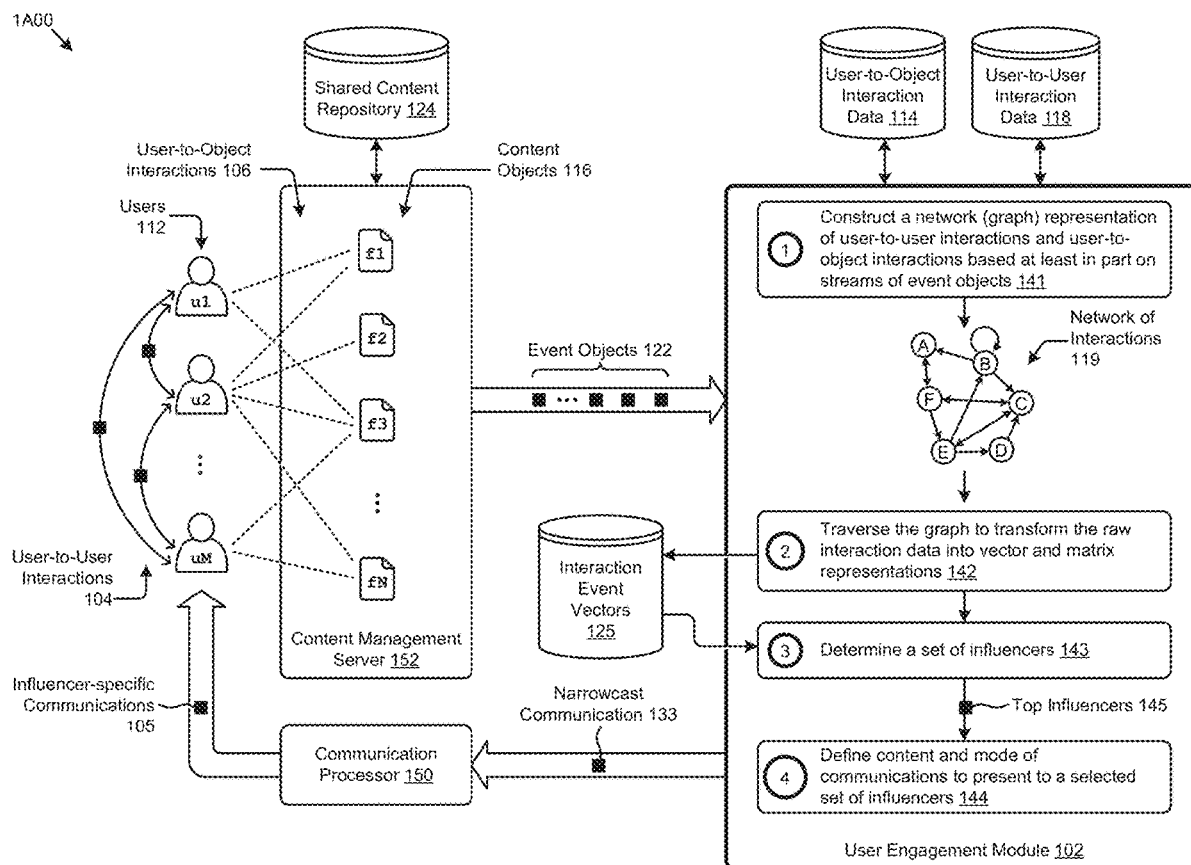 1A00
Shared Content
Repository 124
User-to-Object
Interaction
Data 114
User-to-User
Interaction
Data 118
User-to-Object
Interactions 106
Content
Objects 116
Users
112
u1
u2
⋮
uM
f1
f2
f3
⋮
fN
User-to-User
Interactions
104
Content Management
Server 152
Event Objects 122
...
1
Construct a network (graph) representation
of user-to-user interactions and user-to-
object interactions based at least in part on
streams of event objects 141
Network of
Interactions
119
A
B
F
C
E
D
2
Traverse the graph to transform the raw
interaction data into vector and matrix
representations 142
Interaction
Event
Vectors
125
3
Determine a set of influencers 143
Top Influencers 145
Influencer-specific
Communications
105
Communication
Processor 150
Narrowcast
Communication 133
4
Define content and mode of
communications to present to a selected
set of influencers 144
User Engagement Module 102